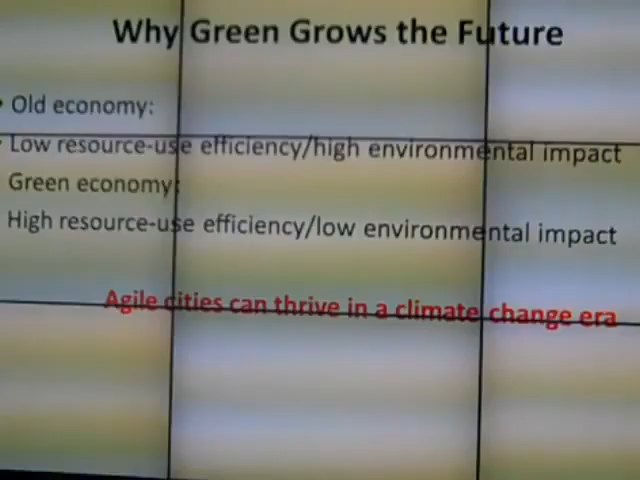 Why Green Grows the Future
• Old economy:
• Low resource-use efficiency/high environmental impact
Green economy:
High resource-use efficiency/low environmental impact
Agile cities can thrive in a climate change era